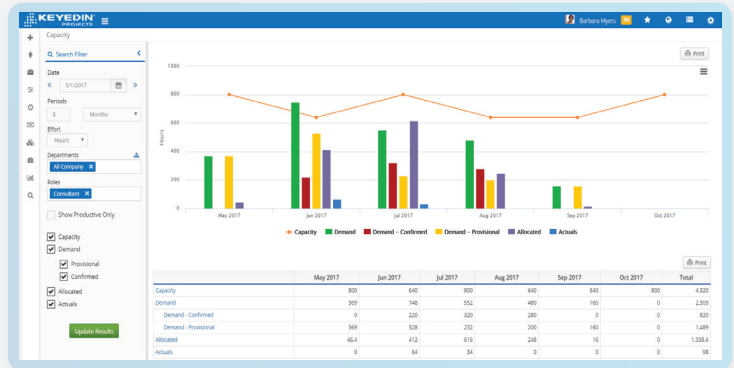 KEYEDIN
PROJECTS
Barbara Myers
Capacity
Search Filter
Print
Date
5/1/2017
Periods
6 Months
Effort
Hours
Departments
All Company
Roles
Consultant
Show Productive Only
Capacity
Demand
Provisional
Confirmed
Allocated
Actuals
Update Results
1000
800
600
400
200
0
Hours
May 2017 Jun 2017 Jul 2017 Aug 2017 Sep 2017 Oct 2017
Capacity Demand Demand - Confirmed Demand - Provisional Allocated Actuals
Print
May 2017 Jun 2017 Jul 2017 Aug 2017 Sep 2017 Oct 2017 Total
Capacity 800 640 800 640 640 800 4,320
Demand 369 748 552 480 160 0 2,309
Demand - Confirmed 0 220 320 280 0 0 820
Demand - Provisional 369 528 232 200 160 0 1,489
Allocated 46.4 412 616 248 16 0 1,338.4
Actuals 0 64 34 0 0 0 98